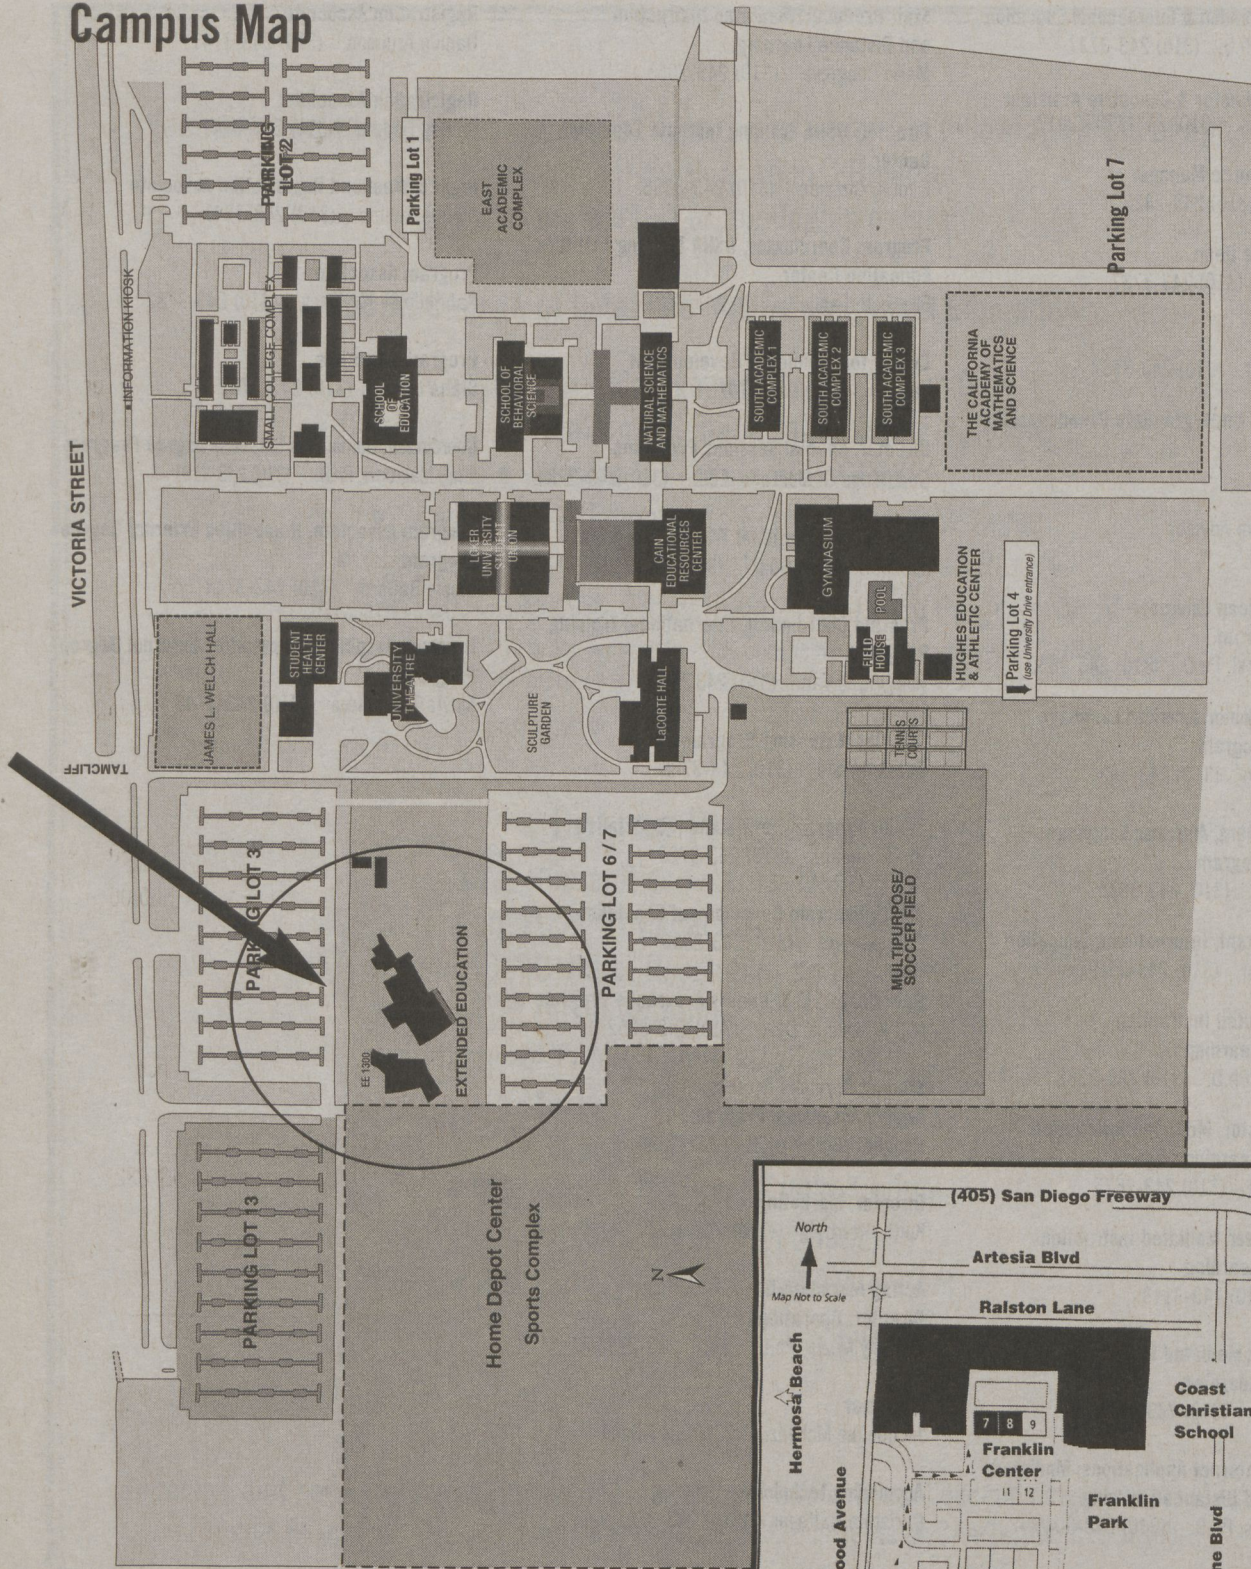 Campus Map
PARKING
LOT 2
Parking Lot 1
EAST
ACADEMIC
COMPLEX
Parking Lot 7
INFORMATION KIOSK
SMALL COLLEGE COMPLEX
SCHOOL
OF
EDUCATION
SCHOOL OF
BEHAVIORAL
SCIENCE
NATURAL SCIENCE
AND MATHEMATICS
SOUTH ACADEMIC
COMPLEX 1
SOUTH ACADEMIC
COMPLEX 2
SOUTH ACADEMIC
COMPLEX 3
THE CALIFORNIA
ACADEMY OF
MATHEMATICS
AND SCIENCE
VICTORIA STREET
LOKER
UNIVERSITY
STUDENT
UNION
CAIN
EDUCATIONAL
RESOURCES
CENTER
GYMNASIUM
POOL
FIELD
HOUSE
HUGHES EDUCATION
& ATHLETIC CENTER
Parking Lot 4
(use University Drive entrance)
JAMES L. WELCH HALL
STUDENT
HEALTH
CENTER
UNIVERSITY
THEATRE
SCULPTURE
GARDEN
LaCORTE HALL
TENNIS
COURTS
TAMCLIFF
PARKING LOT 3
EE 1300
EXTENDED EDUCATION
PARKING LOT 6 / 7
MULTIPURPOSE/
SOCCER FIELD
PARKING LOT 13
Home Depot Center
Sports Complex
N
(405) San Diego Freeway
North
Artesia Blvd
Map Not to Scale
Ralston Lane
Hermosa Beach
Coast
Christian
School
7 8 9
Franklin
Center
11 12
Franklin
Park